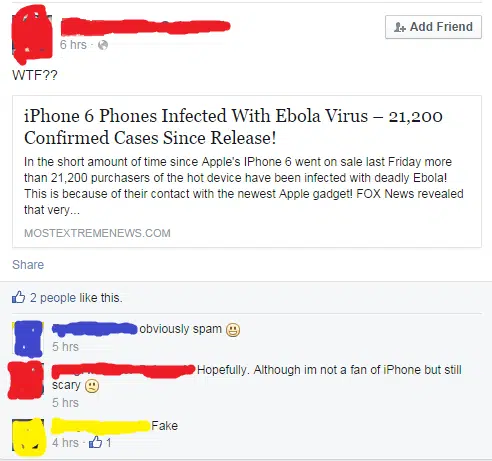 Add Friend
6 hrs ·
WTF??
iPhone 6 Phones Infected With Ebola Virus – 21,200
Confirmed Cases Since Release!
In the short amount of time since Apple's IPhone 6 went on sale last Friday more
than 21,200 purchasers of the hot device have been infected with deadly Ebola!
This is because of their contact with the newest Apple gadget! FOX News revealed
that very...
MOSTEXTREMENEWS.COM
Share
2 people like this.
obviously spam
5 hrs
Hopefully. Although im not a fan of iPhone but still
scary
5 hrs
Fake
4 hrs · 1